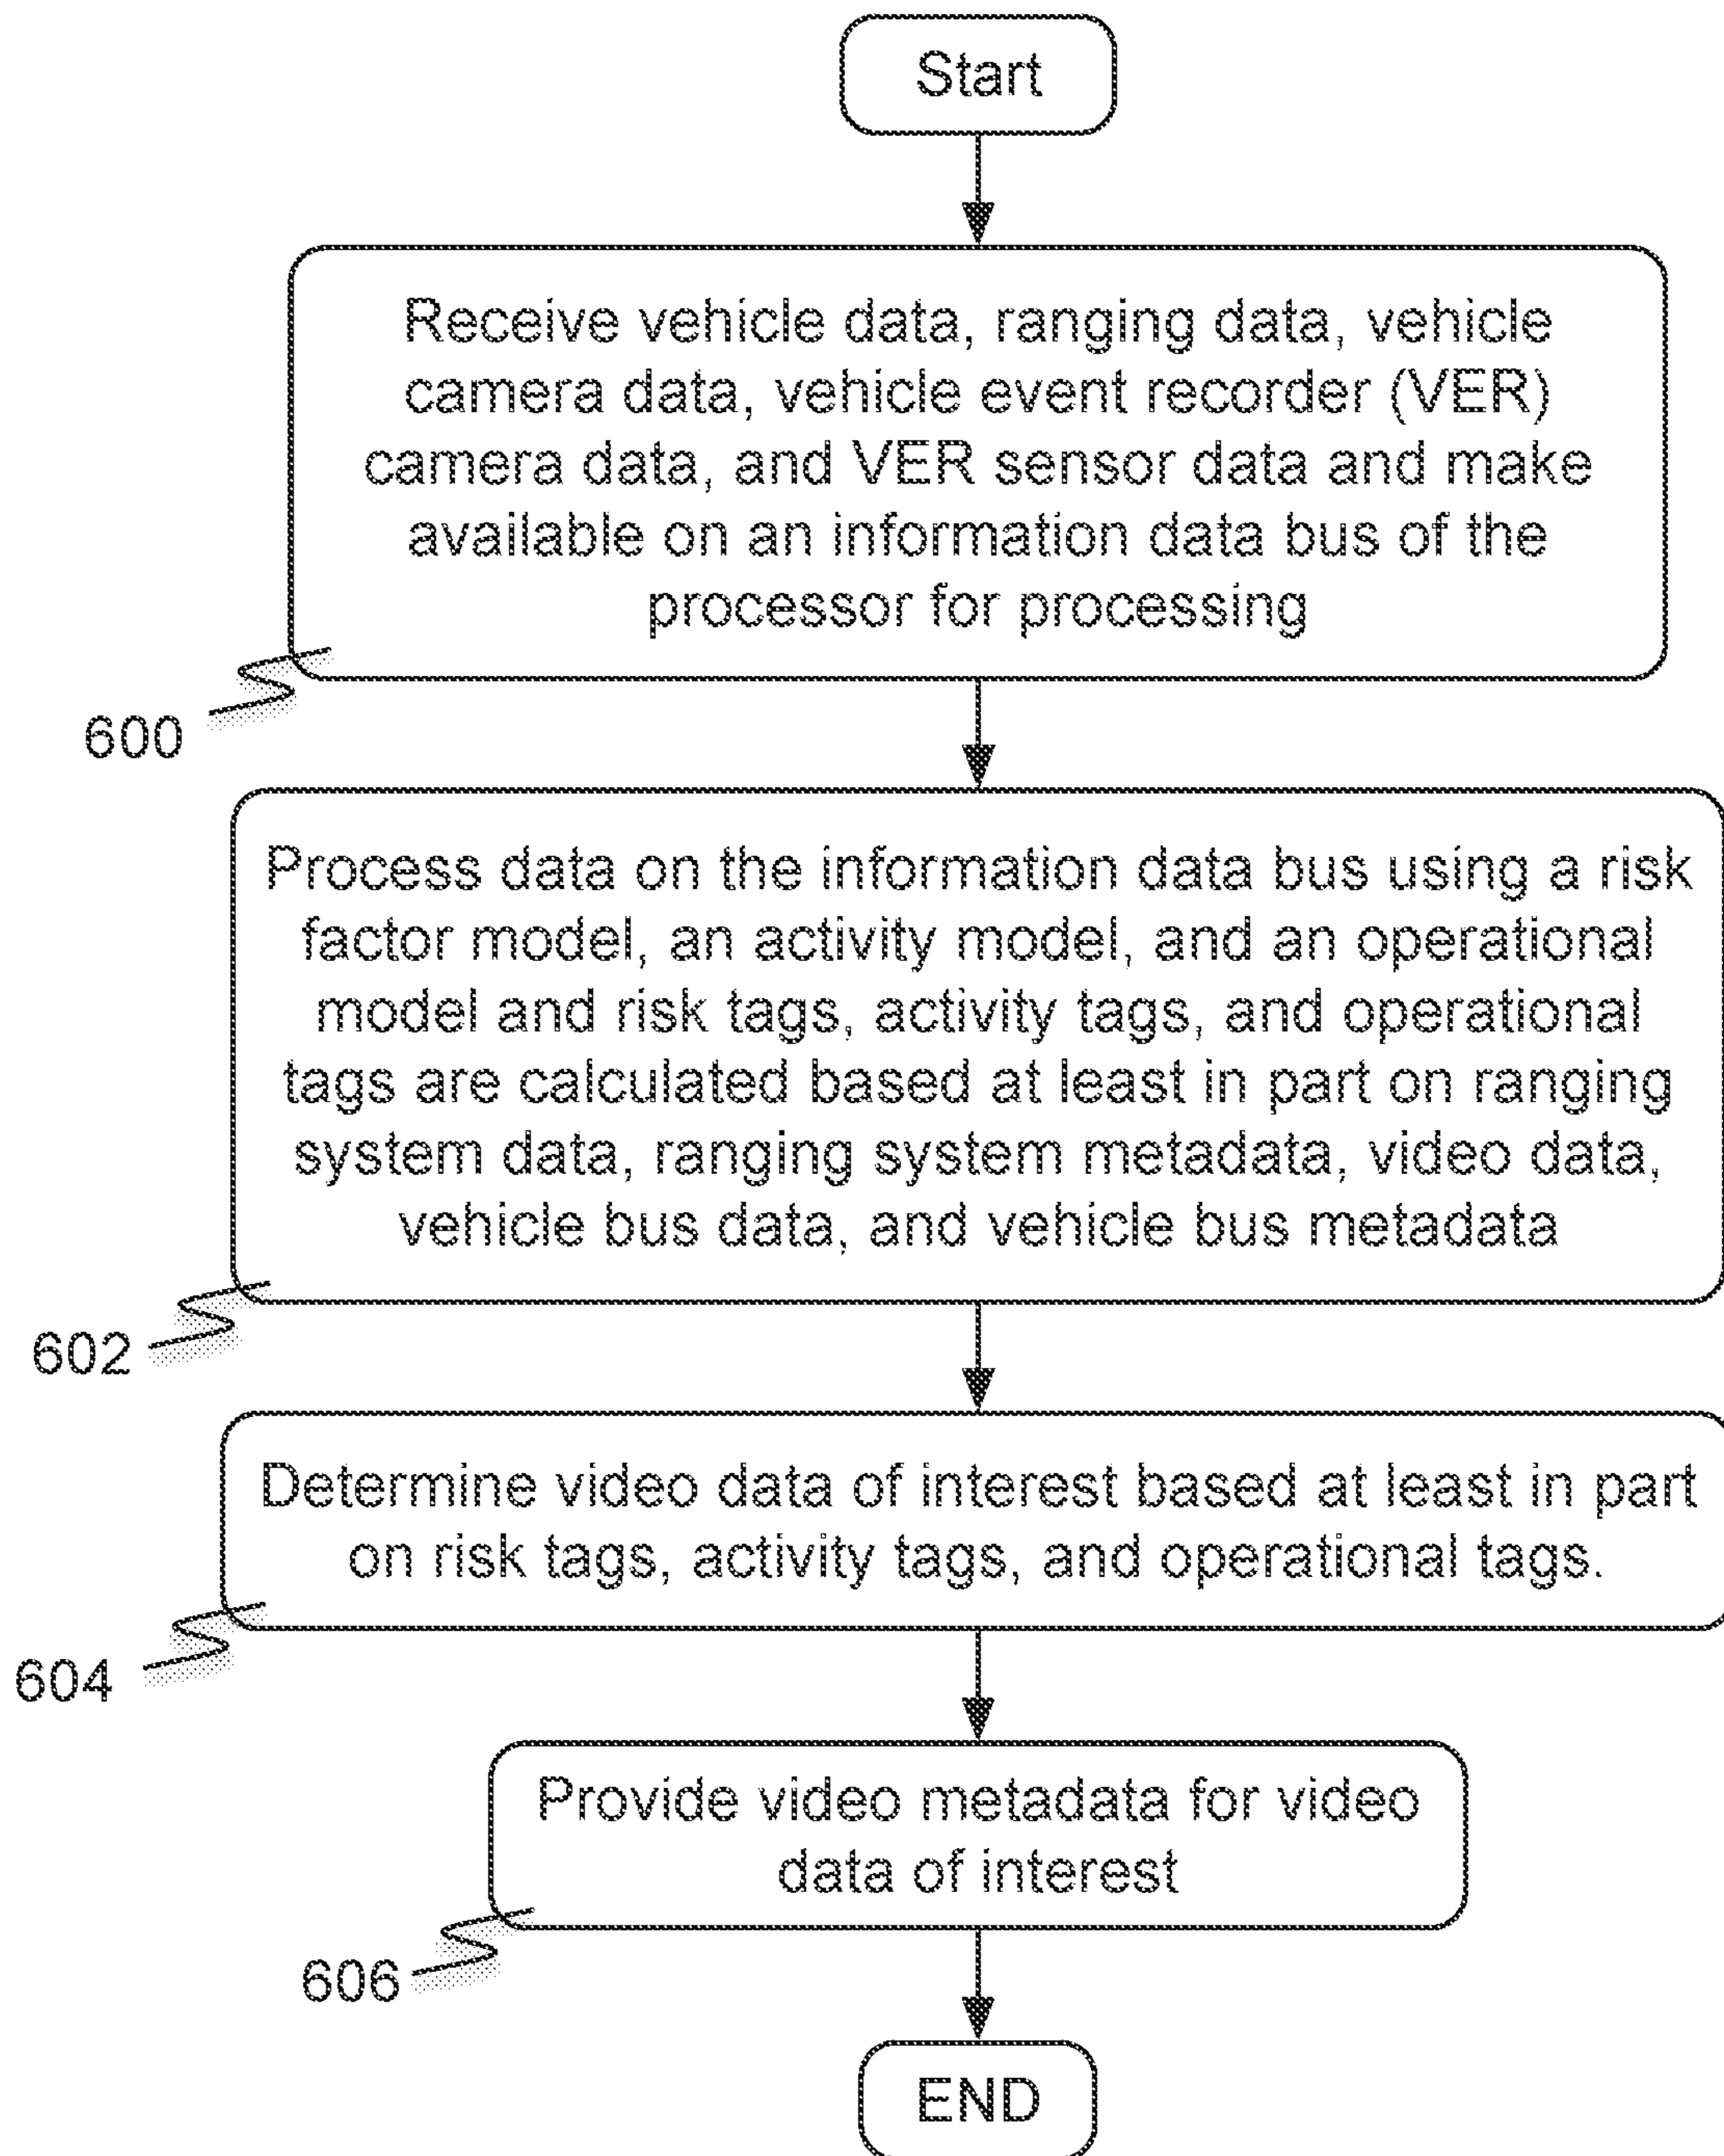 Start
Receive vehicle data, ranging data, vehicle
camera data, vehicle event recorder (VER)
camera data, and VER sensor data and make
available on an information data bus of the
processor for processing
600
Process data on the information data bus using a risk
factor model, an activity model, and an operational
model and risk tags, activity tags, and operational
tags are calculated based at least in part on ranging
system data, ranging system metadata, video data,
vehicle bus data, and vehicle bus metadata
602
Determine video data of interest based at least in part
on risk tags, activity tags, and operational tags.
604
Provide video metadata for video
data of interest
606
END